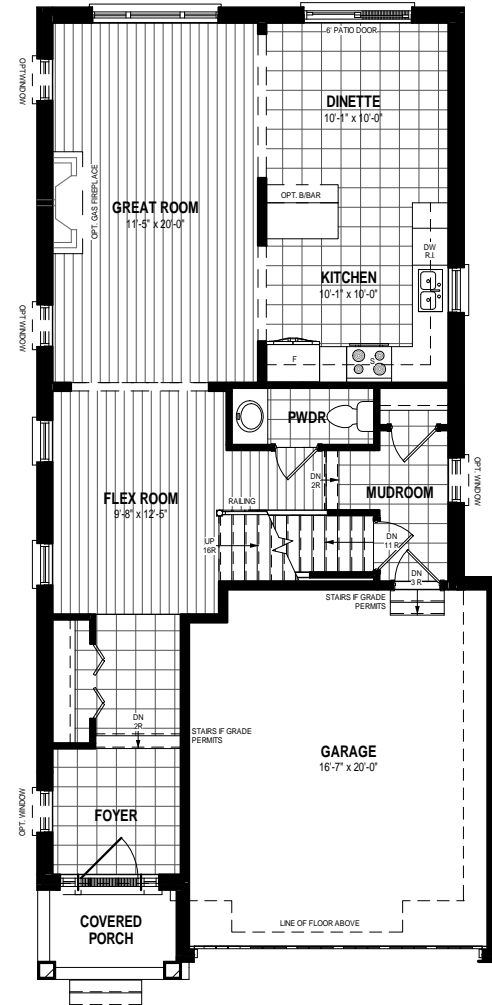 6' PATIO DOOR
OPT WINDOW
DINETTE
10'-1" x 10'-0"
OPT. GAS FIREPLACE
GREAT ROOM
11'-5" x 20'-0"
OPT. B/BAR
DW
R.I.
KITCHEN
10'-1" x 10'-0"
OPT WINDOW
F
S
PWDR
DN
2R
MUDROOM
OPT. WINDOW
FLEX ROOM
9'-8" x 12'-5"
RAILING
UP
16R
DN
11 R
DN
3 R
STAIRS IF GRADE
PERMITS
DN
2R
STAIRS IF GRADE
PERMITS
GARAGE
16'-7" x 20'-0"
OPT. WINDOW
FOYER
COVERED
PORCH
LINE OF FLOOR ABOVE